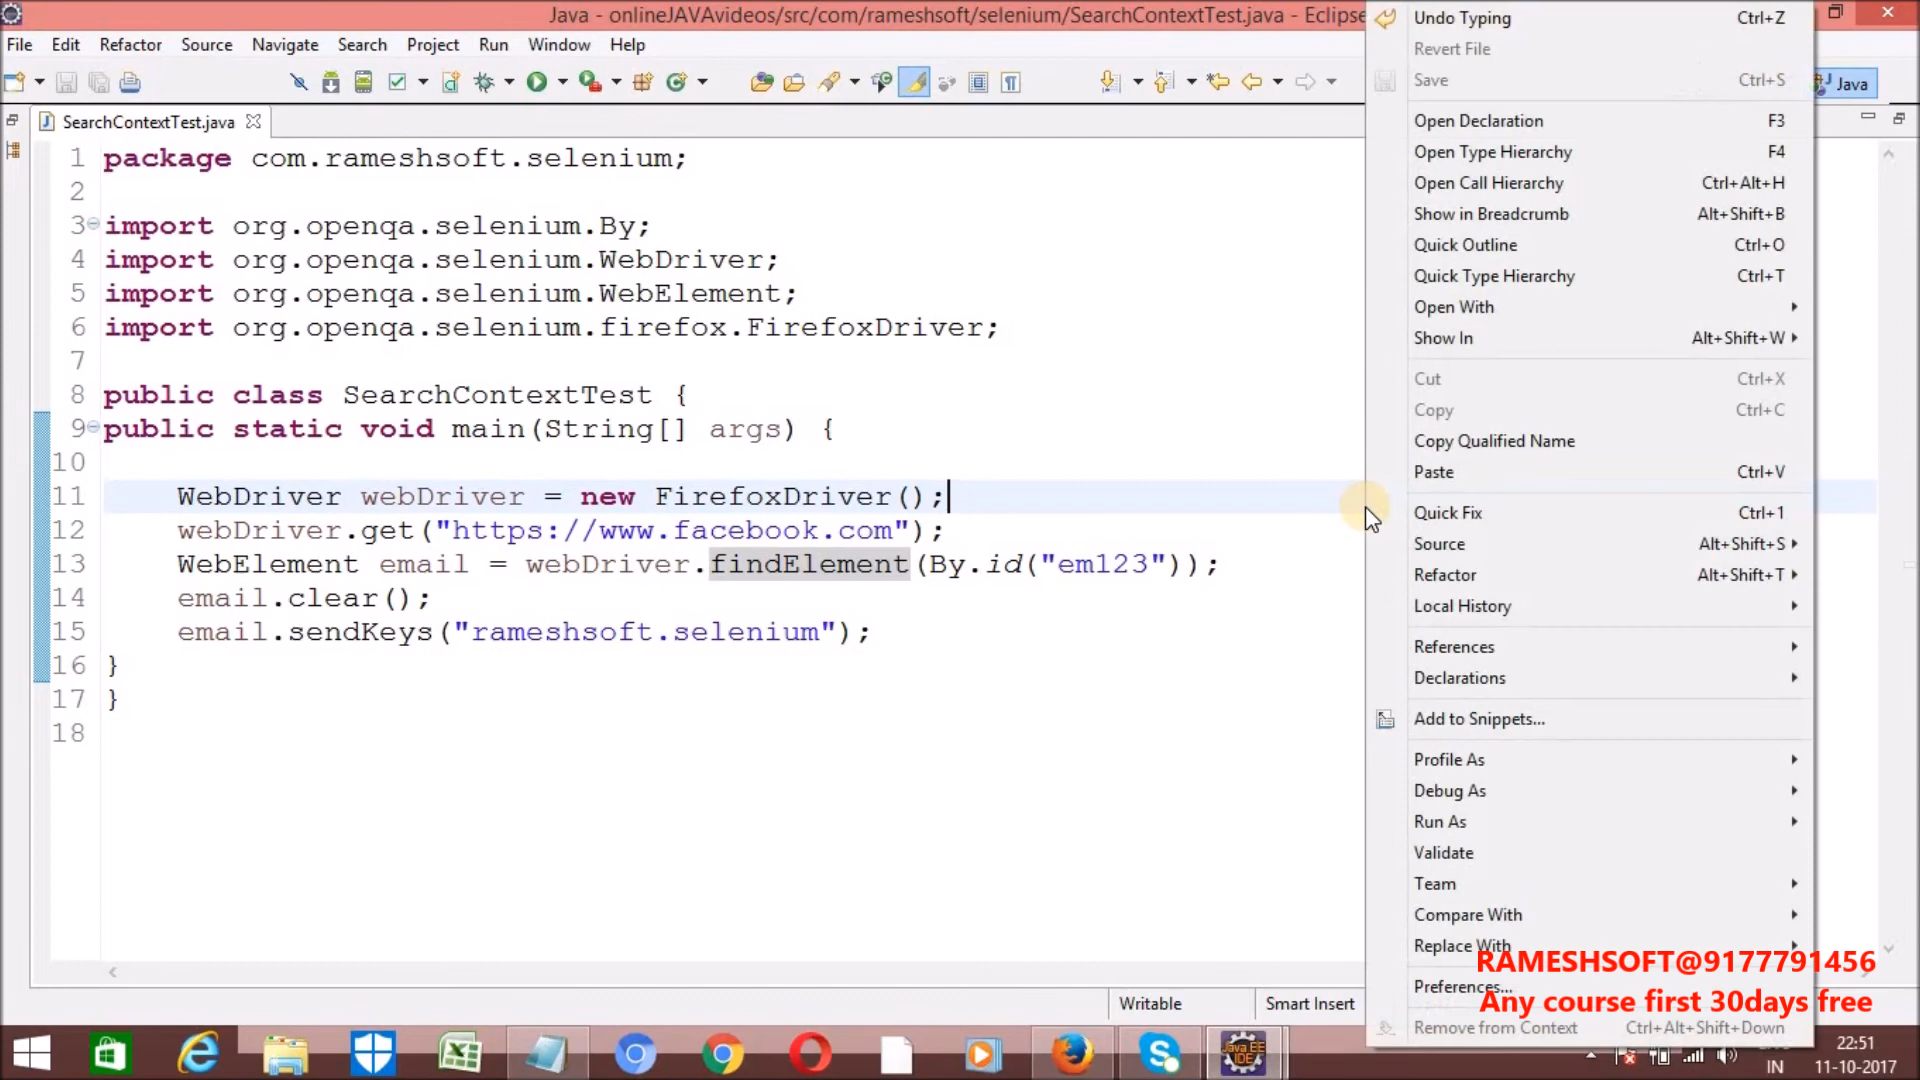 Java - onlineJAVAvideos/src/com/rameshsoft/selenium/SearchContextTest.java - Eclipse
File Edit Refactor Source Navigate Search Project Run Window Help
Java
SearchContextTest.java
1 package com.rameshsoft.selenium;
2
3 import org.openqa.selenium.By;
4 import org.openqa.selenium.WebDriver;
5 import org.openqa.selenium.WebElement;
6 import org.openqa.selenium.firefox.FirefoxDriver;
7
8 public class SearchContextTest {
9 public static void main(String[] args) {
10
11 WebDriver webDriver = new FirefoxDriver();
12 webDriver.get("https://www.facebook.com");
13 WebElement email = webDriver.findElement(By.id("em123"));
14 email.clear();
15 email.sendKeys("rameshsoft.selenium");
16 }
17 }
18
Undo Typing Ctrl+Z
Revert File
Save Ctrl+S
Open Declaration F3
Open Type Hierarchy F4
Open Call Hierarchy Ctrl+Alt+H
Show in Breadcrumb Alt+Shift+B
Quick Outline Ctrl+O
Quick Type Hierarchy Ctrl+T
Open With
Show In Alt+Shift+W
Cut Ctrl+X
Copy Ctrl+C
Copy Qualified Name
Paste Ctrl+V
Quick Fix Ctrl+1
Source Alt+Shift+S
Refactor Alt+Shift+T
Local History
References
Declarations
Add to Snippets...
Profile As
Debug As
Run As
Validate
Team
Compare With
Replace With
Preferences...
Remove from Context Ctrl+Alt+Shift+Down
RAMESHSOFT@9177791456
Any course first 30days free
Writable Smart Insert
Java EE
IDE
22:51
IN 11-10-2017